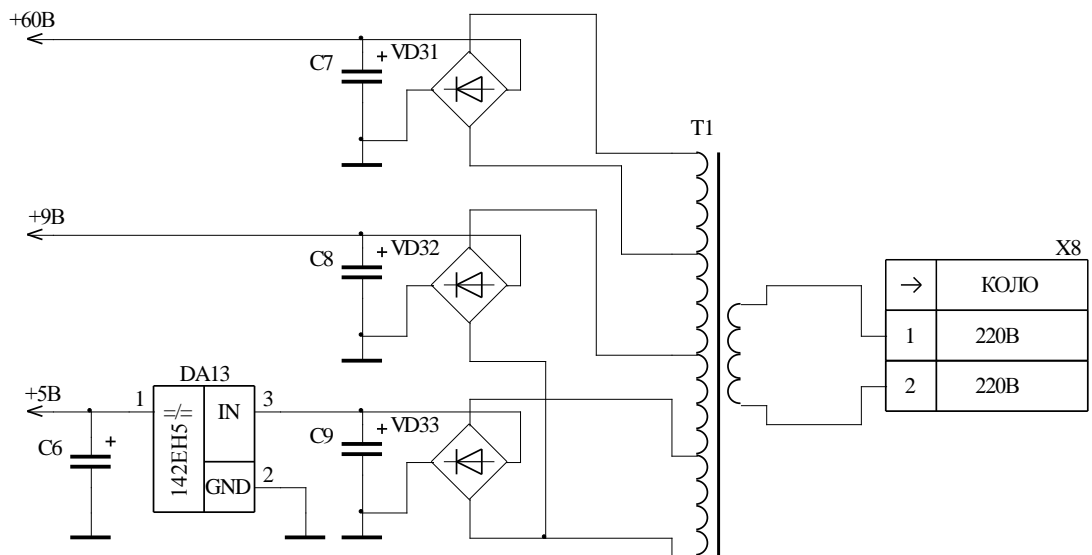 +60В
C7
+
VD31
T1
+9В
C8
+
VD32
X8
→ КОЛО
1 220В
2 220В
+5В
DA13
1
142ЕН5 =/=
IN
3
GND
2
C6
+
C9
+
VD33